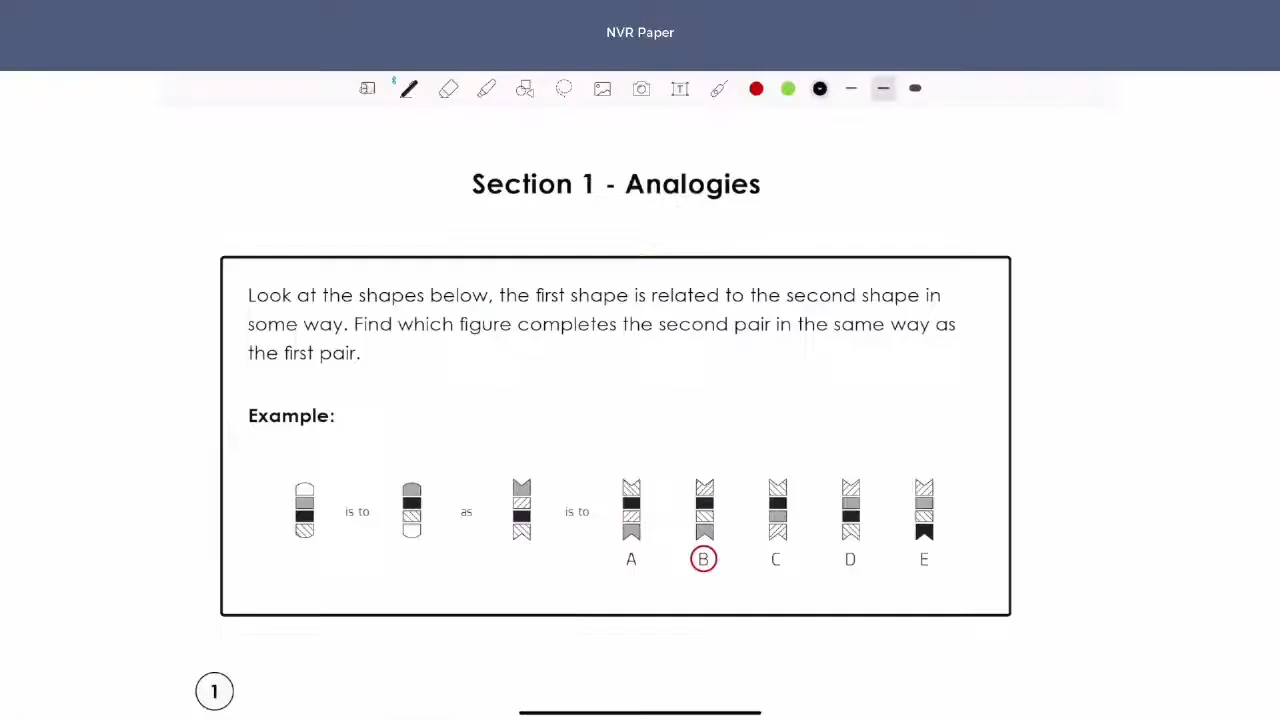 NVR Paper
T
Section 1 - Analogies
Look at the shapes below, the first shape is related to the second shape in
some way. Find which figure completes the second pair in the same way as
the first pair.
Example:
is to as is to
A B C D E
1